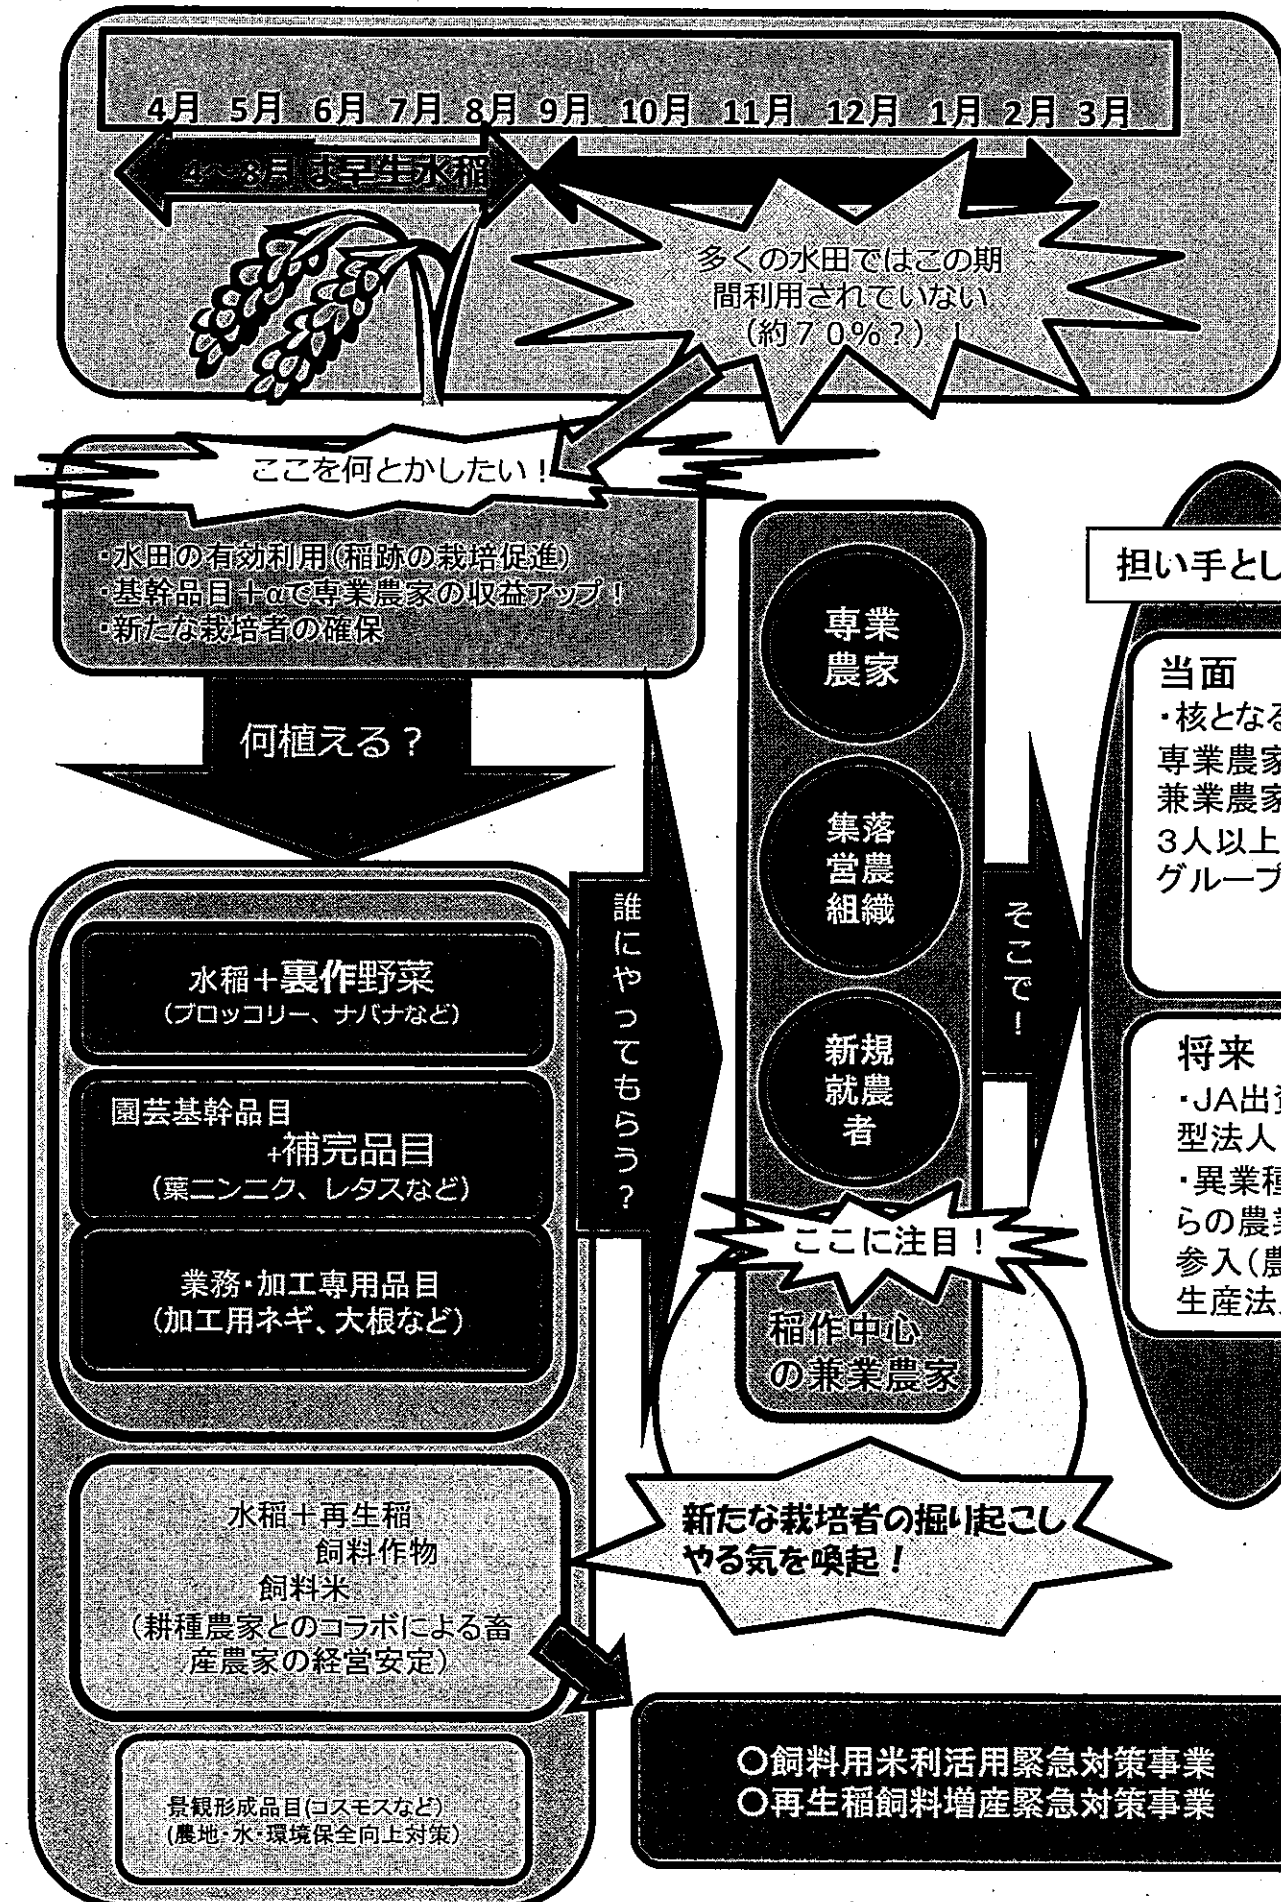 4月 5月 6月 7月 8月 9月 10月 11月 12月 1月 2月 3月
4～8月は早生水稲
多くの水田ではこの期
間利用されていない
(約70%?)!
ここを何とかしたい!
・水田の有効利用(稲跡の栽培促進)
・基幹品目+αで専業農家の収益アップ!
・新たな栽培者の確保
何植える?
水稲+裏作野菜
(ブロッコリー、ナバナなど)
園芸基幹品目
+補完品目
(葉ニンニク、レタスなど)
業務・加工専用品目
(加工用ネギ、大根など)
水稲+再生稲
飼料作物
飼料米
(耕種農家とのコラボによる畜
産農家の経営安定)
景観形成品目(コスモスなど)
(農地・水・環境保全向上対策)
誰にやってもらう?
専業
農家
集落
営農
組織
新規
就農
者
ここに注目!
稲作中心
の兼業農家
新たな栽培者の掘り起こし
やる気を喚起!
そこで!
担い手とし
当面
・核となる
専業農家
兼業農家
3人以上
グループ
将来
・JA出資
型法人
・異業種
らの農業
参入(農
生産法
○飼料用米利活用緊急対策事業
○再生稲飼料増産緊急対策事業